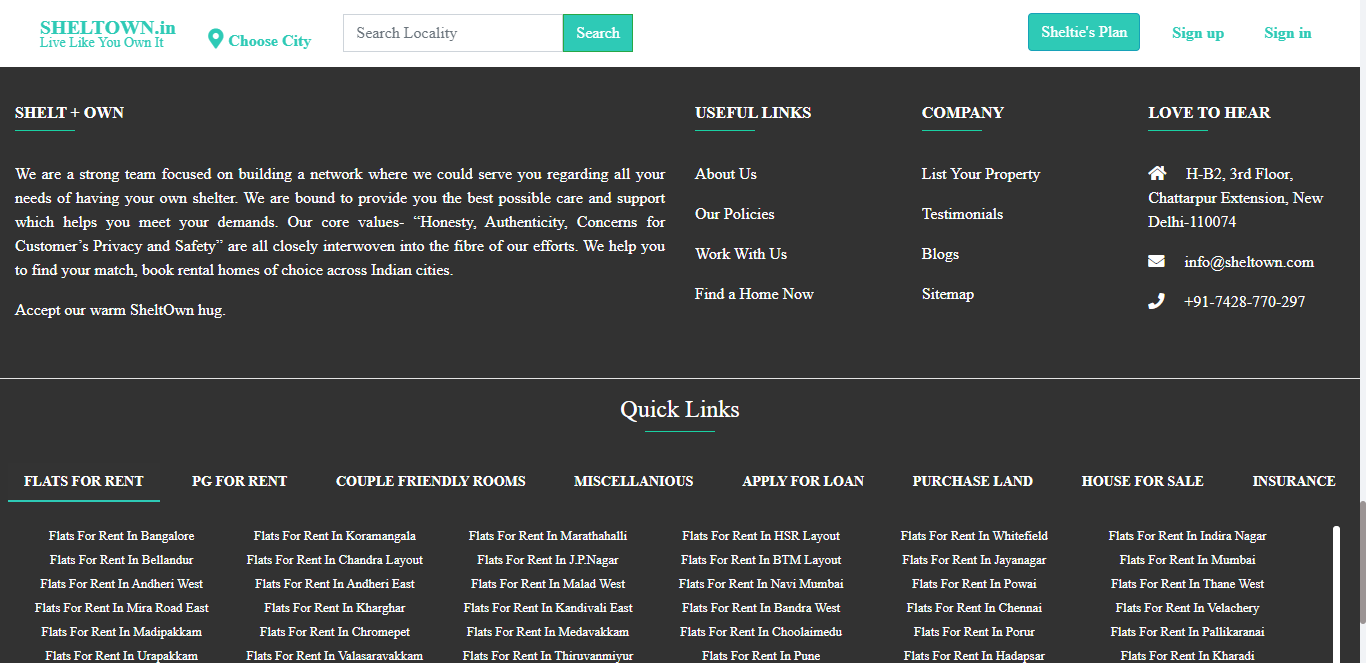 SHELTOWN.in
Live Like You Own It
Choose City
Search Locality
Search
Sheltie's Plan
Sign up
Sign in
SHELT + OWN
We are a strong team focused on building a network where we could serve you regarding all your
needs of having your own shelter. We are bound to provide you the best possible care and support
which helps you meet your demands. Our core values- “Honesty, Authenticity, Concerns for
Customer’s Privacy and Safety” are all closely interwoven into the fibre of our efforts. We help you
to find your match, book rental homes of choice across Indian cities.
Accept our warm SheltOwn hug.
USEFUL LINKS
About Us
Our Policies
Work With Us
Find a Home Now
COMPANY
List Your Property
Testimonials
Blogs
Sitemap
LOVE TO HEAR
H-B2, 3rd Floor,
Chattarpur Extension, New
Delhi-110074
info@sheltown.com
+91-7428-770-297
Quick Links
FLATS FOR RENT PG FOR RENT COUPLE FRIENDLY ROOMS MISCELLANIOUS APPLY FOR LOAN PURCHASE LAND HOUSE FOR SALE INSURANCE
Flats For Rent In Bangalore Flats For Rent In Koramangala Flats For Rent In Marathahalli Flats For Rent In HSR Layout Flats For Rent In Whitefield Flats For Rent In Indira Nagar
Flats For Rent In Bellandur Flats For Rent In Chandra Layout Flats For Rent In J.P.Nagar Flats For Rent In BTM Layout Flats For Rent In Jayanagar Flats For Rent In Mumbai
Flats For Rent In Andheri West Flats For Rent In Andheri East Flats For Rent In Malad West Flats For Rent In Navi Mumbai Flats For Rent In Powai Flats For Rent In Thane West
Flats For Rent In Mira Road East Flats For Rent In Kharghar Flats For Rent In Kandivali East Flats For Rent In Bandra West Flats For Rent In Chennai Flats For Rent In Velachery
Flats For Rent In Madipakkam Flats For Rent In Chromepet Flats For Rent In Medavakkam Flats For Rent In Choolaimedu Flats For Rent In Porur Flats For Rent In Pallikaranai
Flats For Rent In Urapakkam Flats For Rent In Valasaravakkam Flats For Rent In Thiruvanmiyur Flats For Rent In Pune Flats For Rent In Hadapsar Flats For Rent In Kharadi